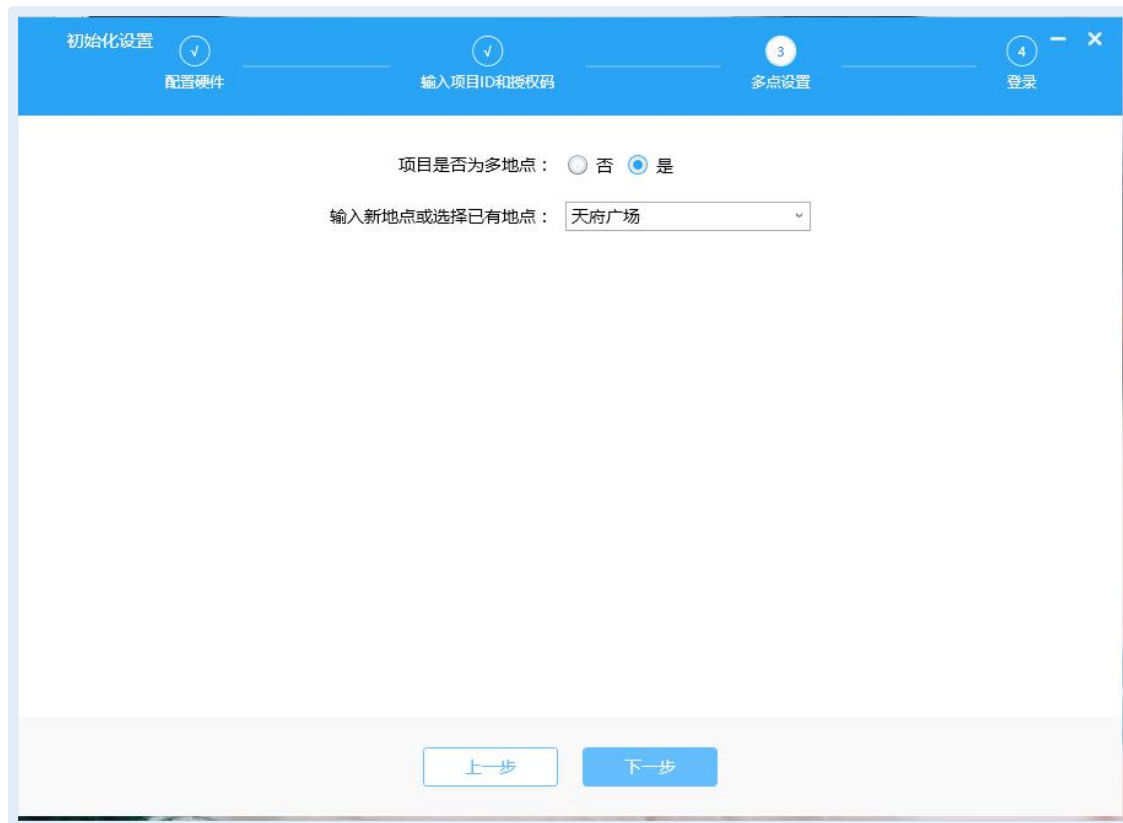 初始化设置
√ √ 3 4
配置硬件 输入项目ID和授权码 多点设置 登录
项目是否为多地点： 否 是
输入新地点或选择已有地点： 天府广场
上一步 下一步